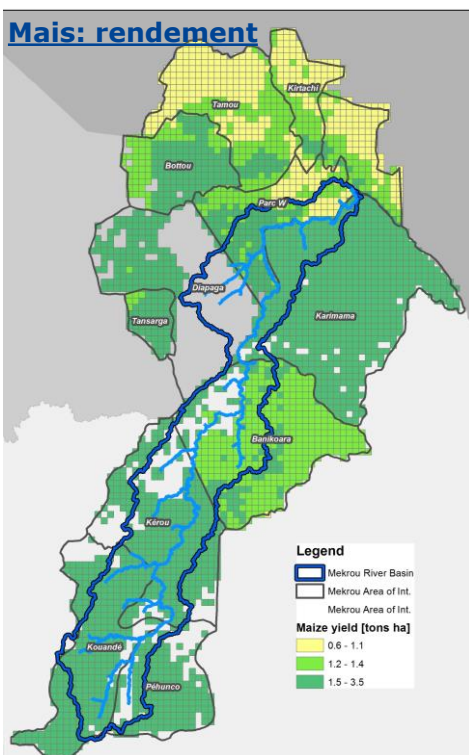 Mais: rendement
Kirtachi
Tamou
Bottou
Parc W
Diapaga
Karimama
Tansarga
Banikoara
Kérou
Kouandé
Péhunco
Legend
Mekrou River Basin
Mekrou Area of Int.
Mekrou Area of Int.
Maize yield [tons ha]
0.6 - 1.1
1.2 - 1.4
1.5 - 3.5